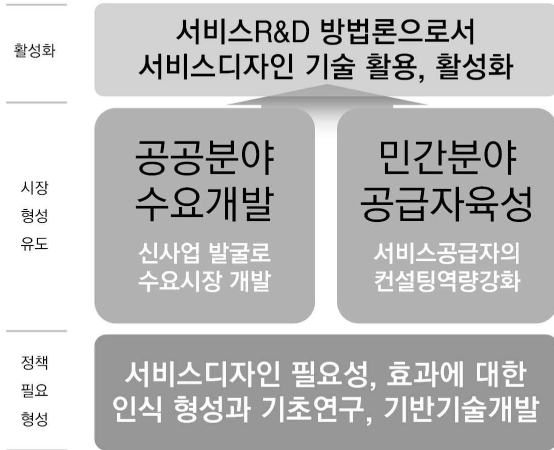 활성화
서비스R&D 방법론으로서
서비스디자인 기술 활용, 활성화
시장
형성
유도
공공분야
수요개발
신사업 발굴로
수요시장 개발
민간분야
공급자육성
서비스공급자의
컨설팅역량강화
정책
필요
형성
서비스디자인 필요성, 효과에 대한
인식 형성과 기초연구, 기반기술개발